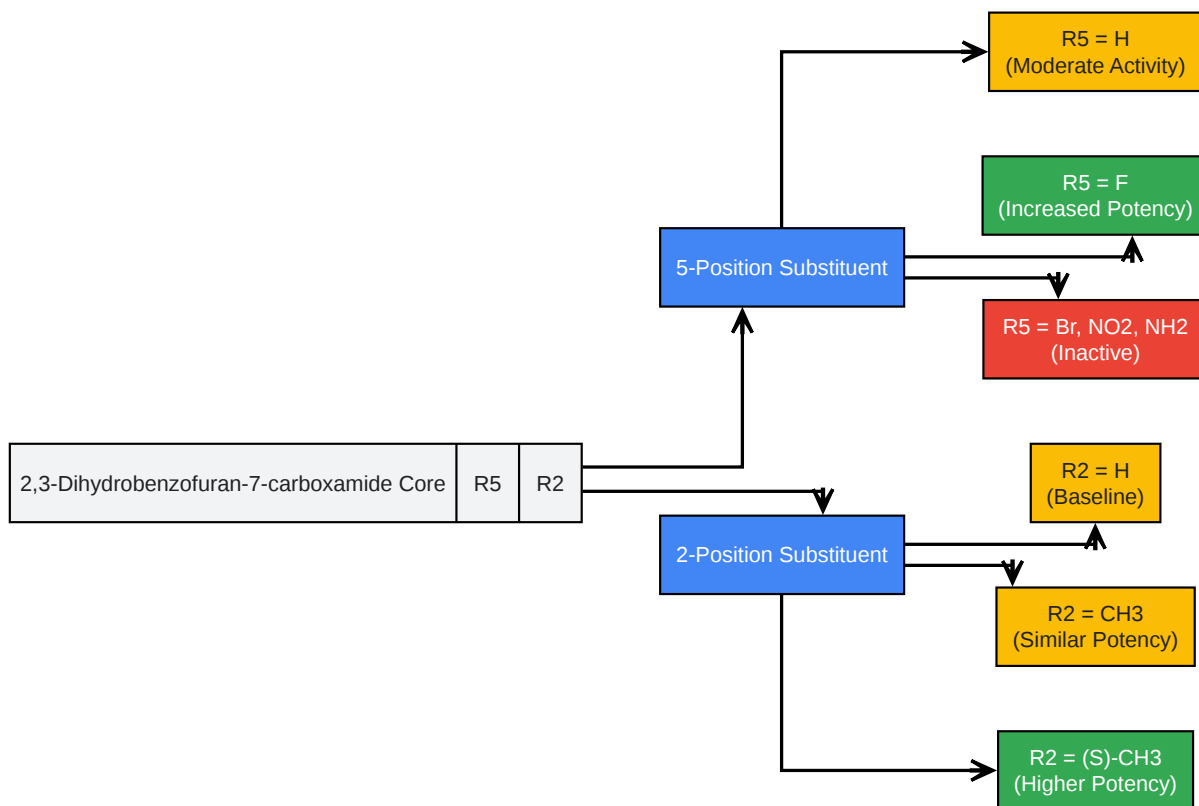 R5 = H
(Moderate Activity)
R5 = F
(Increased Potency)
5-Position Substituent
R5 = Br, NO2, NH2
(Inactive)
2,3-Dihydrobenzofuran-7-carboxamide Core
R5
R2
R2 = H
(Baseline)
2-Position Substituent
R2 = CH3
(Similar Potency)
R2 = (S)-CH3
(Higher Potency)